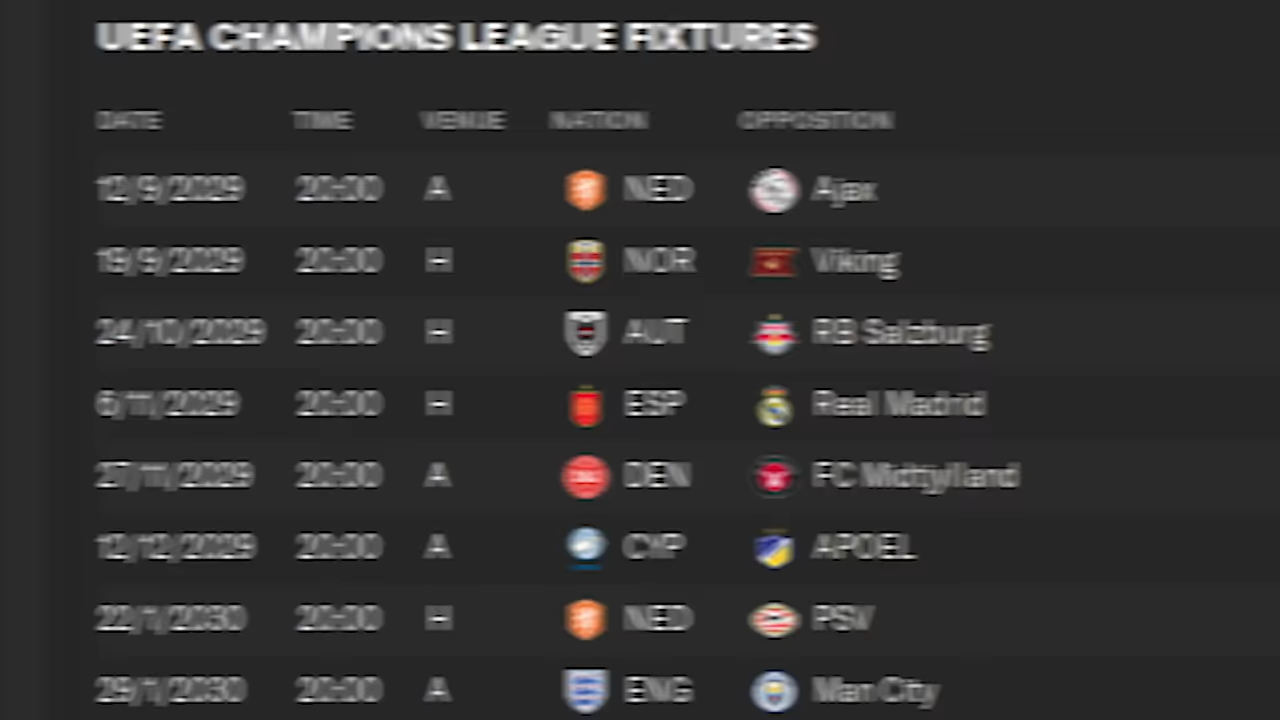 UEFA CHAMPIONS LEAGUE FIXTURES
DATE TIME VENUE NATION OPPOSITION
12/9/2029 20:00 A NED Ajax
19/9/2029 20:00 H NOR Viking
24/10/2029 20:00 H AUT RB Salzburg
6/11/2029 20:00 H ESP Real Madrid
27/11/2029 20:00 A DEN FC Midtjylland
12/12/2029 20:00 A CYP APOEL
22/1/2030 20:00 H NED PSV
29/1/2030 20:00 A ENG Man City